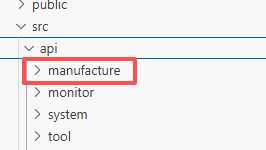 public
src
api
manufacture
monitor
system
tool